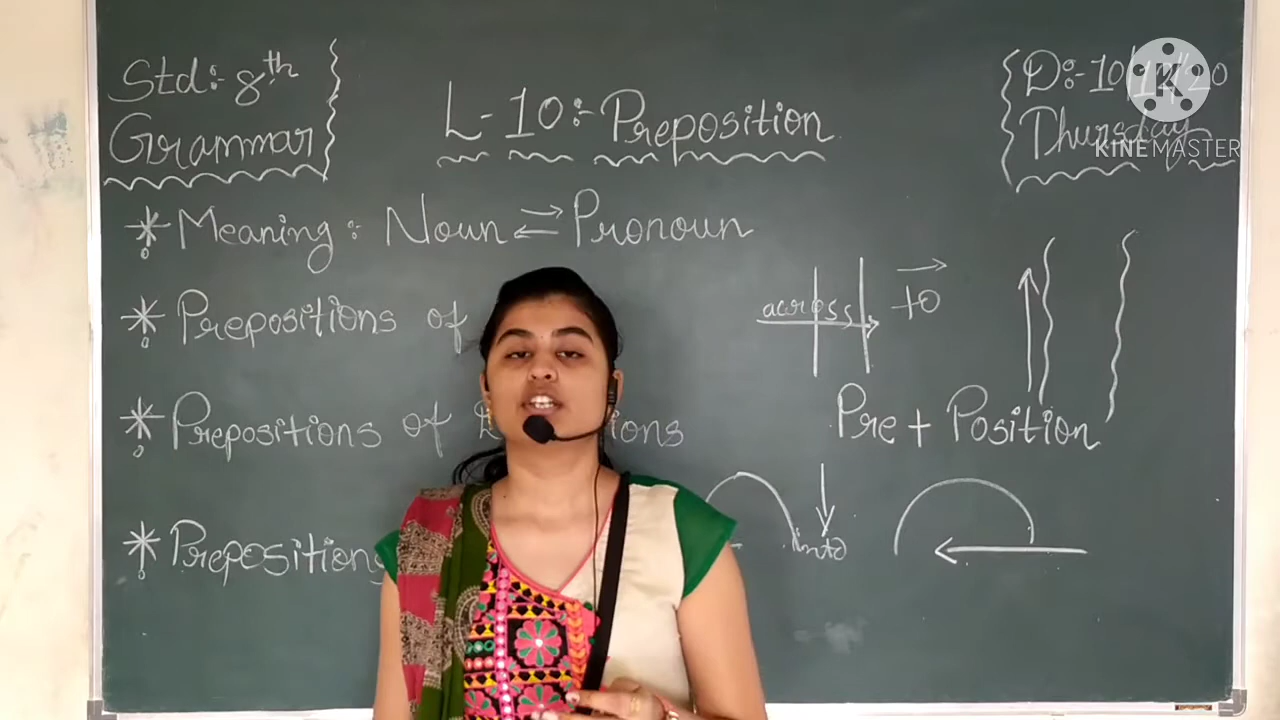 Std:- 8th
Grammar
L-10:- Preposition
D:-10/
Thursday
K
KINEMASTER
* Meaning: Noun ⇄ Pronoun
* Prepositions of
across
to
* Prepositions of
Pre + Position
* Prepositions
into